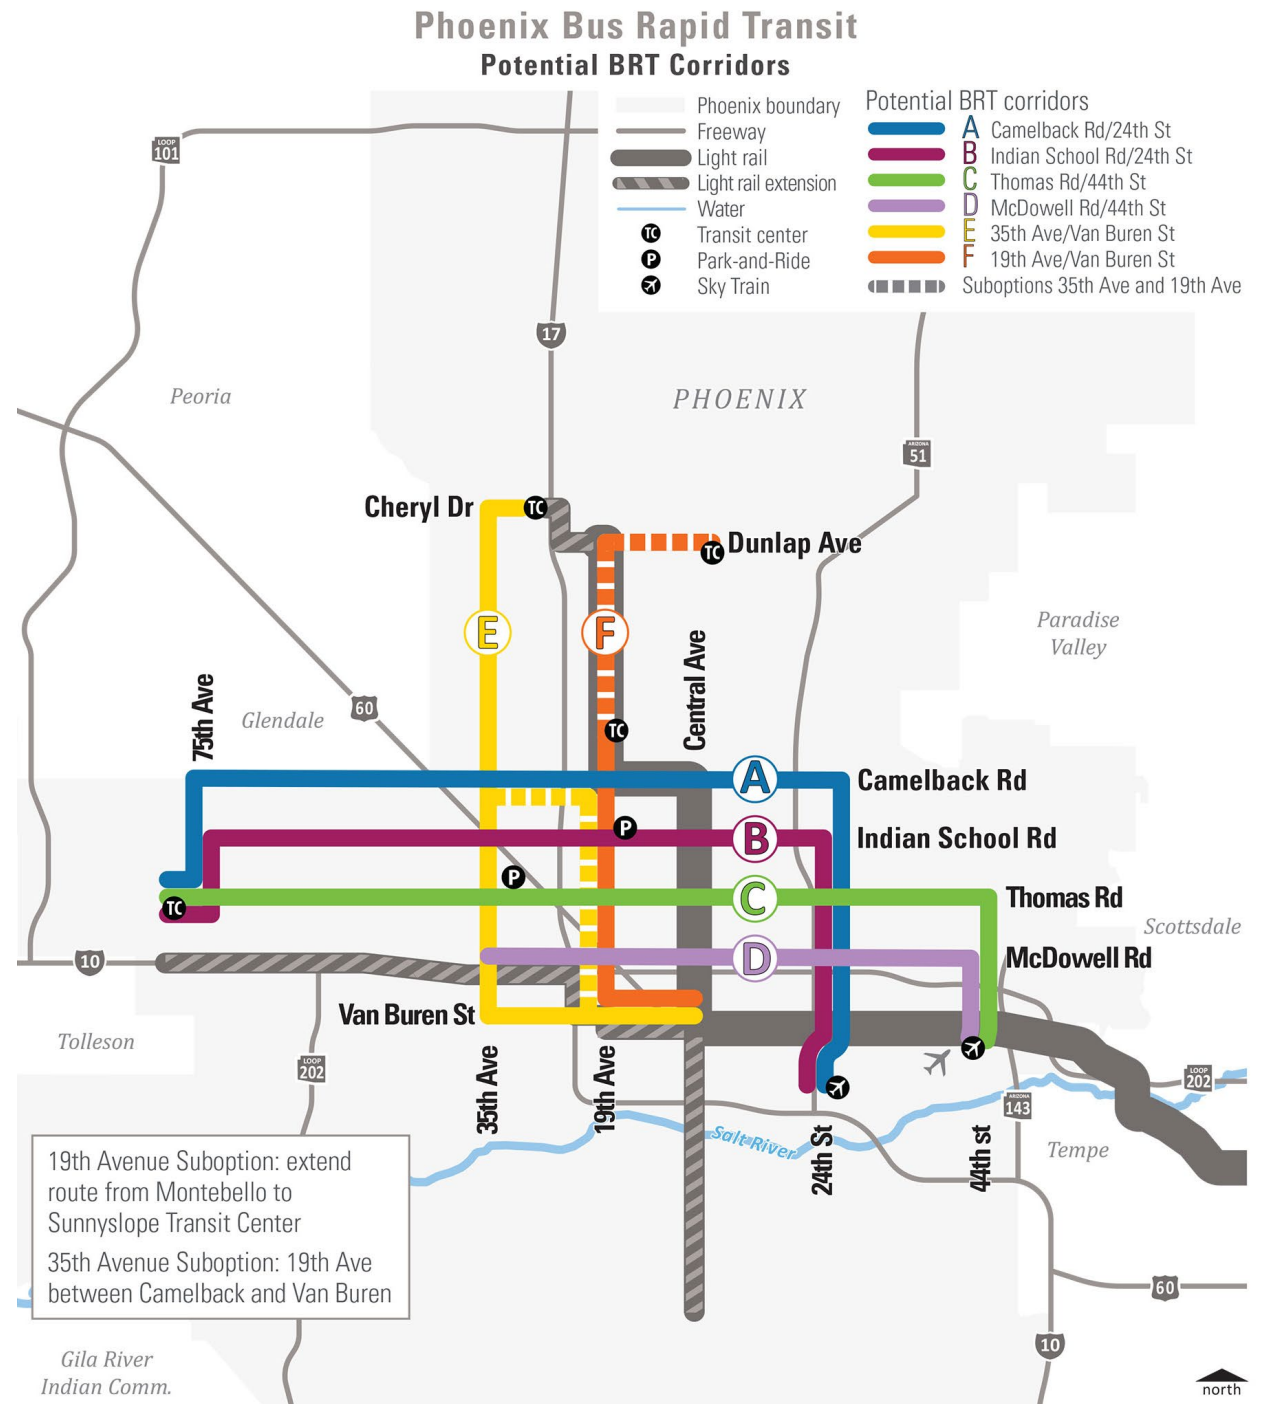 Phoenix Bus Rapid Transit
Potential BRT Corridors
Phoenix boundary
Freeway
Light rail
Light rail extension
Water
TC Transit center
P Park-and-Ride
Sky Train
Potential BRT corridors
A Camelback Rd/24th St
B Indian School Rd/24th St
C Thomas Rd/44th St
D McDowell Rd/44th St
E 35th Ave/Van Buren St
F 19th Ave/Van Buren St
Suboptions 35th Ave and 19th Ave
LOOP
101
17
Peoria
PHOENIX
ARIZONA
51
Cheryl Dr
TC
TC
Dunlap Ave
E
F
Paradise
Valley
Central Ave
75th Ave
Glendale
60
TC
A
Camelback Rd
P
B
Indian School Rd
P
TC
C
Thomas Rd
Scottsdale
10
D
McDowell Rd
Van Buren St
Tolleson
LOOP
202
35th Ave
19th Ave
LOOP
202
ARIZONA
143
Salt River
24th St
44th st
Tempe
19th Avenue Suboption: extend
route from Montebello to
Sunnyslope Transit Center
35th Avenue Suboption: 19th Ave
between Camelback and Van Buren
60
10
Gila River
Indian Comm.
north